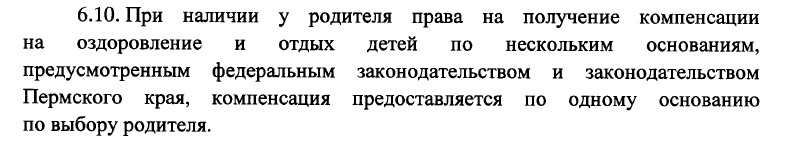 6.10. При наличии у родителя права на получение компенсации
на оздоровление и отдых детей по нескольким основаниям,
предусмотренным федеральным законодательством и законодательством
Пермского края, компенсация предоставляется по одному основанию
по выбору родителя.